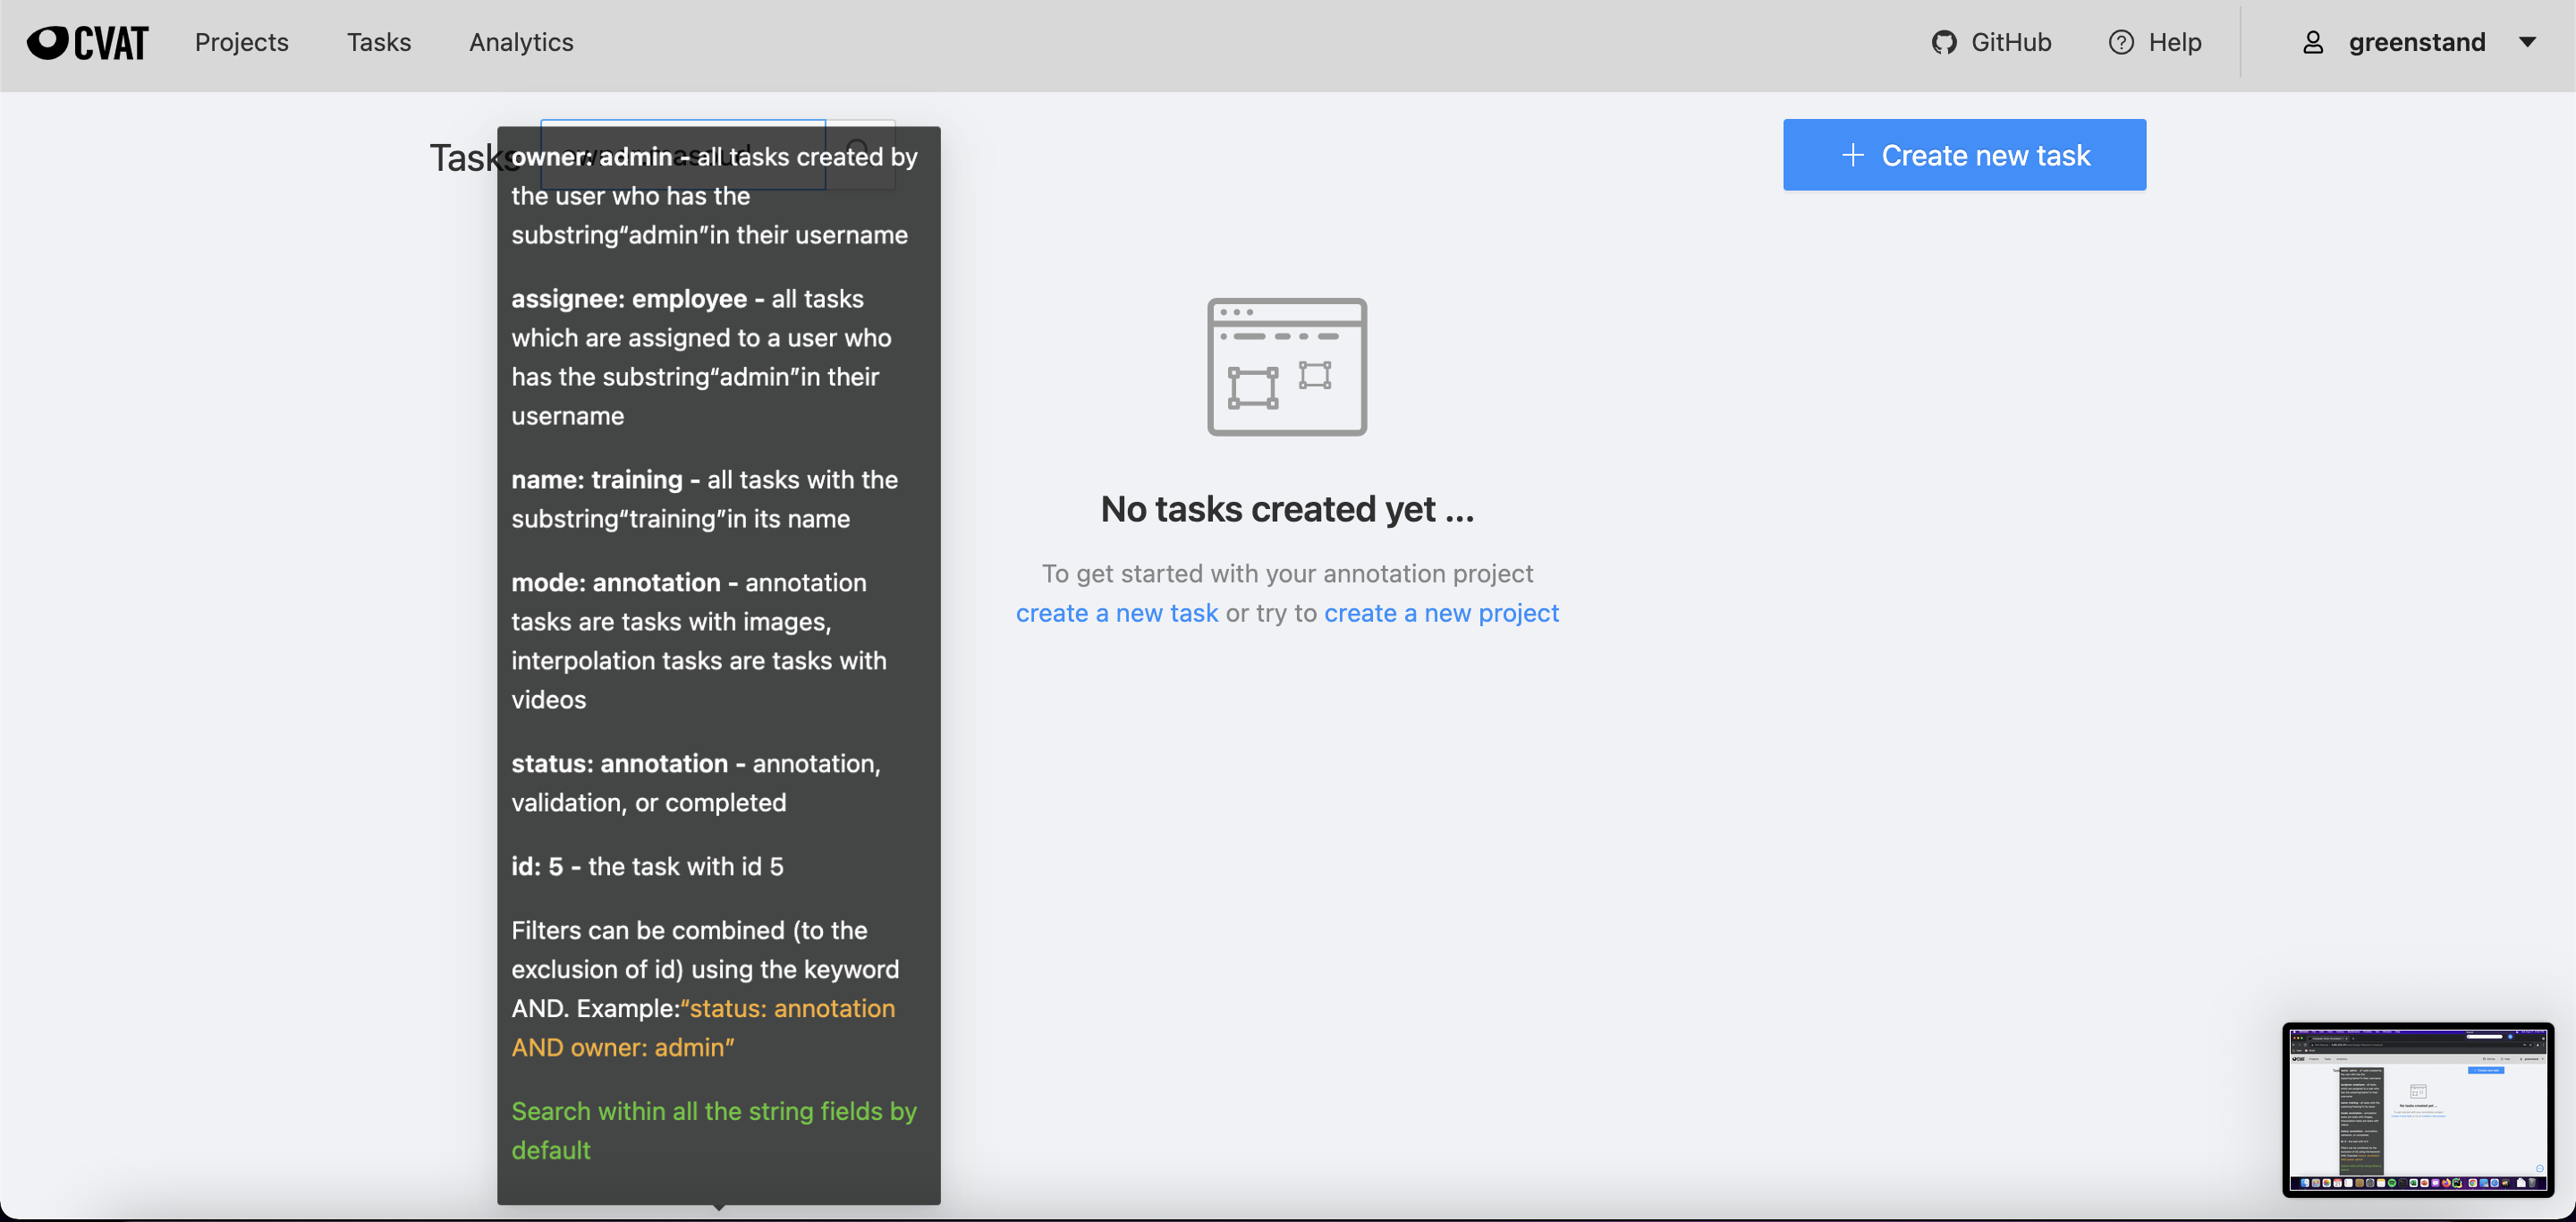 CVAT Projects Tasks Analytics GitHub Help greenstand
Tasks
+ Create new task
owner: admin - all tasks created by
the user who has the
substring“admin”in their username
assignee: employee - all tasks
which are assigned to a user who
has the substring“admin”in their
username
name: training - all tasks with the
substring“training”in its name
mode: annotation - annotation
tasks are tasks with images,
interpolation tasks are tasks with
videos
status: annotation - annotation,
validation, or completed
id: 5 - the task with id 5
Filters can be combined (to the
exclusion of id) using the keyword
AND. Example:“status: annotation
AND owner: admin”
Search within all the string fields by
default
No tasks created yet ...
To get started with your annotation project
create a new task or try to create a new project